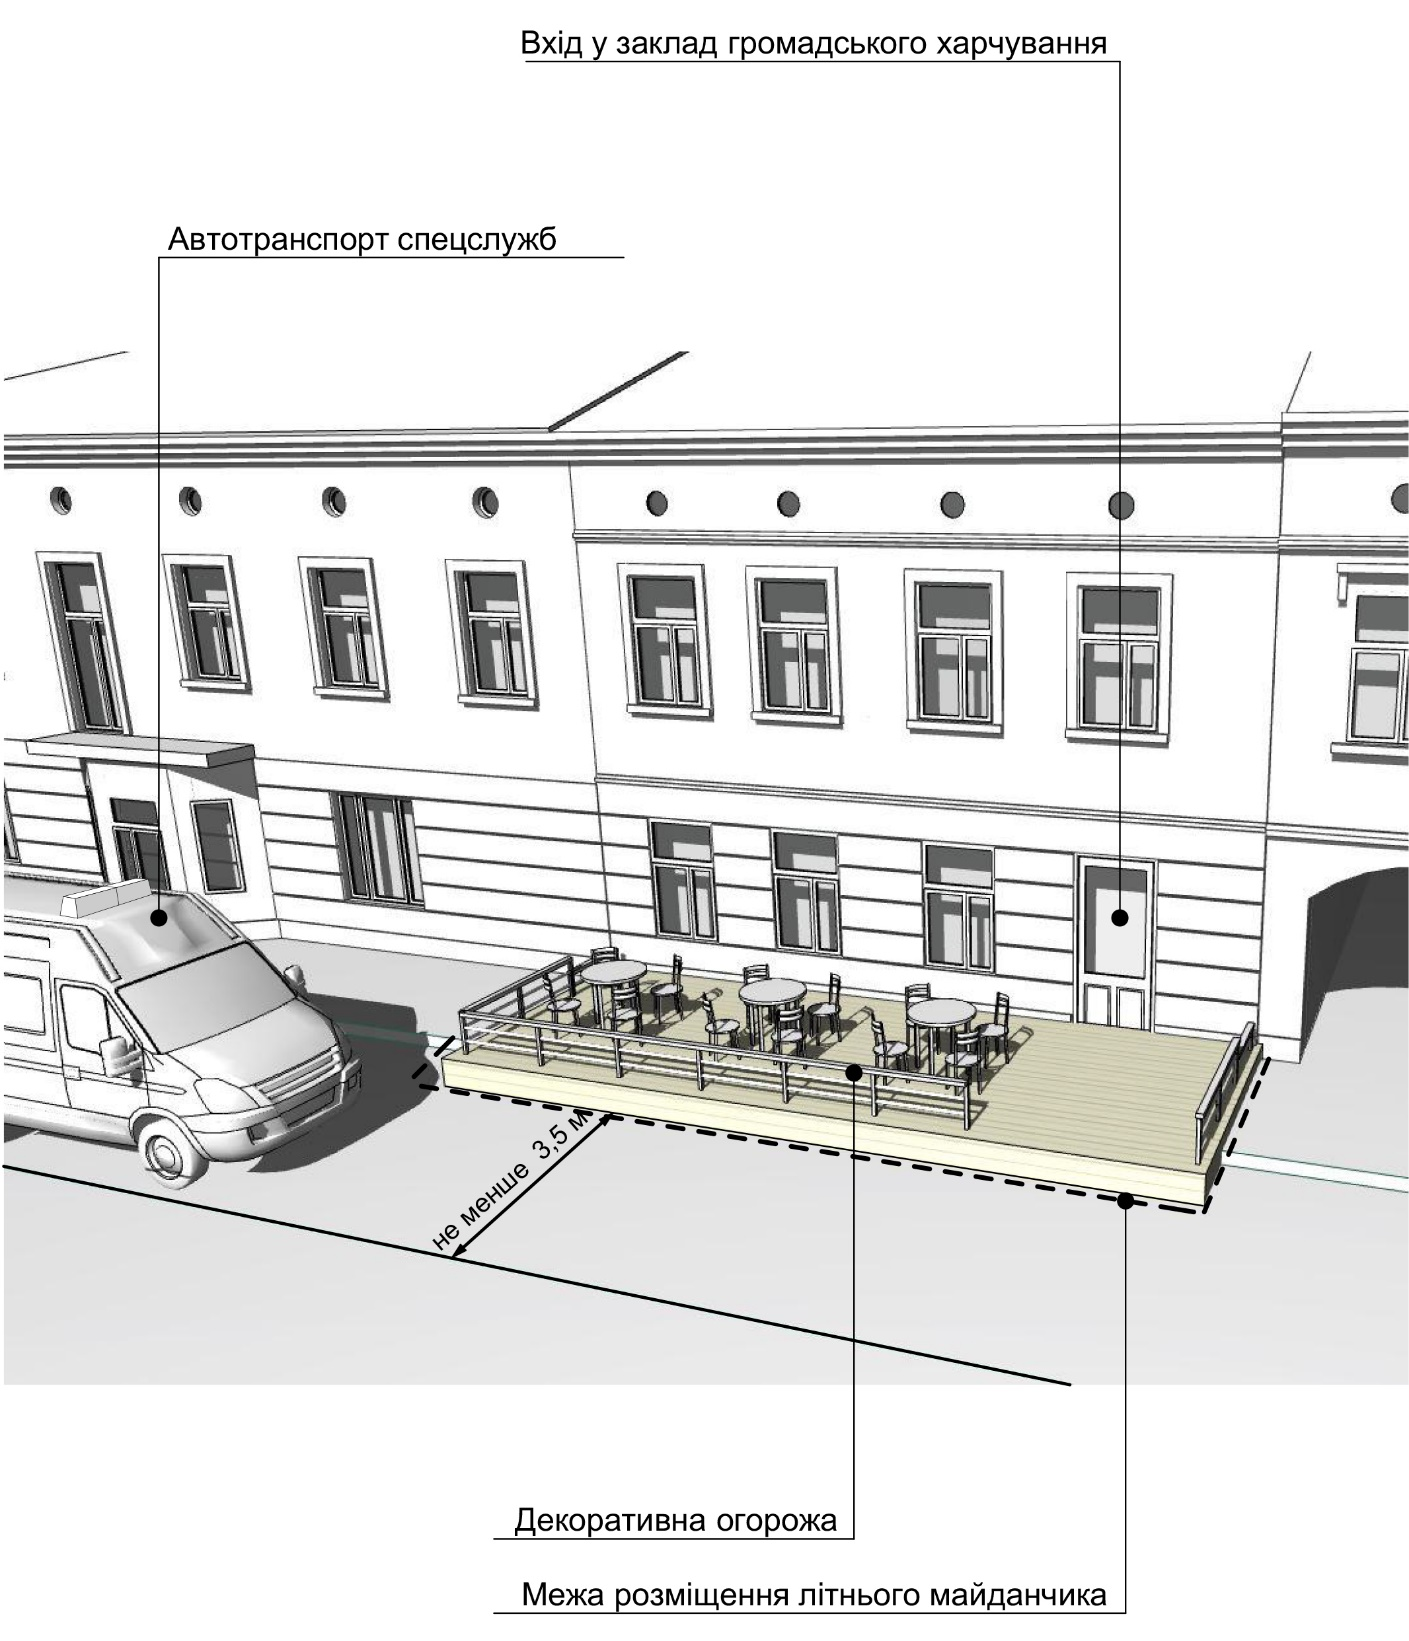 Вхід у заклад громадського харчування
Автотранспорт спецслужб
не менше 3,5 м
Декоративна огорожа
Межа розміщення літнього майданчика